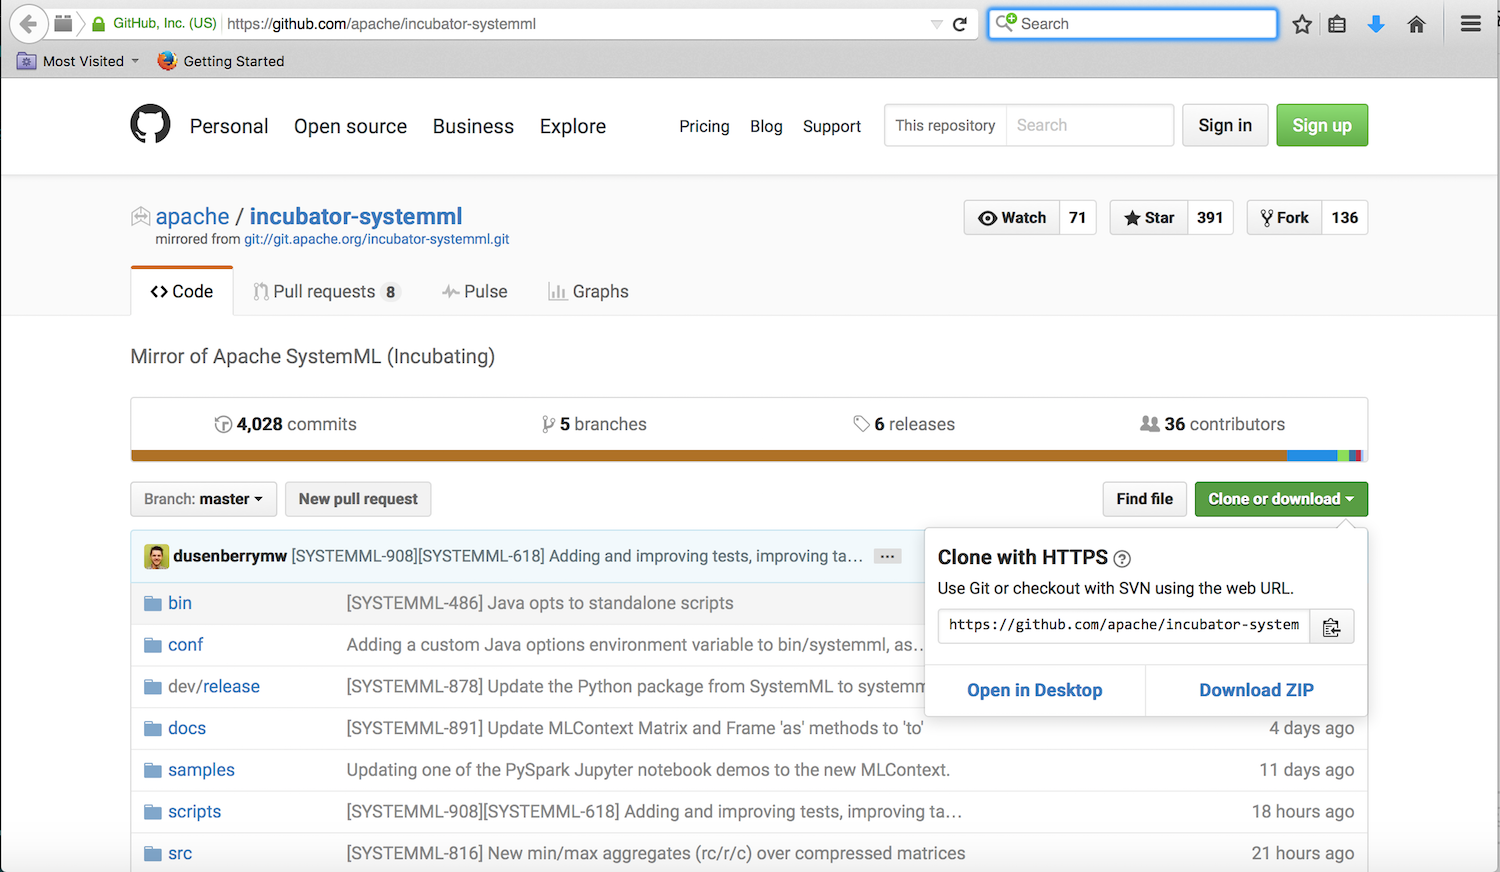 GitHub, Inc. (US) https://github.com/apache/incubator-systemml Search
Most Visited Getting Started
Personal Open source Business Explore Pricing Blog Support This repository Search Sign in Sign up
apache / incubator-systemml Watch 71 Star 391 Fork 136
mirrored from git://git.apache.org/incubator-systemml.git
Code Pull requests 8 Pulse Graphs
Mirror of Apache SystemML (Incubating)
4,028 commits 5 branches 6 releases 36 contributors
Branch: master New pull request Find file Clone or download
dusenberrymw [SYSTEMML-908][SYSTEMML-618] Adding and improving tests, improving ta… …
Clone with HTTPS ?
Use Git or checkout with SVN using the web URL.
https://github.com/apache/incubator-system
Open in Desktop Download ZIP
bin [SYSTEMML-486] Java opts to standalone scripts
conf Adding a custom Java options environment variable to bin/systemml, as…
dev/release [SYSTEMML-878] Update the Python package from SystemML to systemm
docs [SYSTEMML-891] Update MLContext Matrix and Frame 'as' methods to 'to' 4 days ago
samples Updating one of the PySpark Jupyter notebook demos to the new MLContext. 11 days ago
scripts [SYSTEMML-908][SYSTEMML-618] Adding and improving tests, improving ta… 18 hours ago
src [SYSTEMML-816] New min/max aggregates (rc/r/c) over compressed matrices 21 hours ago